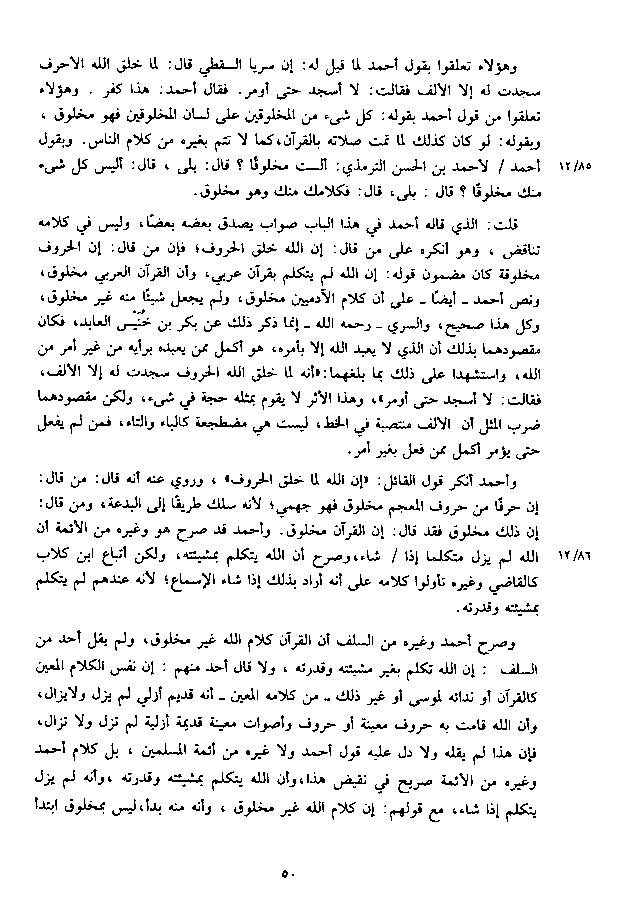 وهؤلاء تعلقوا بقول أحمد لما قيل له: إن سريا السقطي قال: لما خلق الله الأحرف
سجدت له إلا الألف فقالت: لا أسجد حتى أومر. فقال أحمد: هذا كفر . وهؤلاء
تعلقوا من قول أحمد بقوله: كل شىء من المخلوقين على لسان المخلوقين فهو مخلوق ،
وبقوله: لو كان كذلك لما تمت صلاته بالقرآن،كما لا تتم بغيره من كلام الناس. وبقول
١٢/٨٥ أحمد / لأحمد بن الحسن الترمذي: ألست مخلوقًا ؟ قال: بلى ، قال: أليس كل شىء
منك مخلوقًا ؟ قال : بلى، قال: فكلامك منك وهو مخلوق.
قلت: الذي قاله أحمد في هذا الباب صواب يصدق بعضه بعضًا، وليس في كلامه
تناقض ، وهو أنكره على من قال: إن الله خلق الحروف؛ فإن من قال: إن الحروف
مخلوقة كان مضمون قوله: إن الله لم يتكلم بقرآن عربي، وأن القرآن العربي مخلوق،
ونص أحمد ـ أيضًا ـ على أن كلام الآدميين مخلوق، ولم يجعل شيئًا منه غير مخلوق،
وكل هذا صحيح، والسري ـ رحمه الله ـ إنما ذكر ذلك عن بكر بن خُنَيْس العابد، فكان
مقصودهما بذلك أن الذي لا يعبد الله إلا بأمره، هو أكمل ممن يعبده برأيه من غير أمر من
الله، واستشهدا على ذلك بما بلغهما:«أنه لما خلق الله الحروف سجدت له إلا الألف،
فقالت: لا أسجد حتى أومر»، وهذا الأثر لا يقوم بمثله حجة في شىء، ولكن مقصودهما
ضرب المثل أن الألف منتصبة في الخط، ليست هي مضطجعة كالباء والتاء، فمن لم يفعل
حتى يؤمر أكمل ممن فعل بغير أمر.
وأحمد أنكر قول القائل: «إن الله لما خلق الحروف» ، وروي عنه أنه قال: من قال:
إن حرفًا من حروف المعجم مخلوق فهو جهمي؛ لأنه سلك طريقًا إلى البدعة، ومن قال:
إن ذلك مخلوق فقد قال: إن القرآن مخلوق. وأحمد قد صرح هو وغيره من الأئمة أن
١٢/٨٦ الله لم يزل متكلما إذا / شاء،وصرح أن الله يتكلم بمشيئته، ولكن أتباع ابن كلاب
كالقاضي وغيره تأولوا كلامه على أنه أراد بذلك إذا شاء الإسماع؛ لأنه عندهم لم يتكلم
بمشيئته وقدرته.
وصرح أحمد وغيره من السلف أن القرآن كلام الله غير مخلوق، ولم يقل أحد من
السلف : إن الله تكلم بغير مشيئته وقدرته ، ولا قال أحد منهم : إن نفس الكلام المعين
كالقرآن أو ندائه لموسى أو غير ذلك ـ من كلامه المعين ـ أنه قديم أزلي لم يزل ولايزال،
وأن الله قامت به حروف معينة أو حروف وأصوات معينة قديمة أزلية لم تزل ولا تزال،
فإن هذا لم يقله ولا دل عليه قول أحمد ولا غيره من أئمة المسلمين ، بل كلام أحمد
وغيره من الأئمة صريح في نقيض هذا،وأن الله يتكلم بمشيئته وقدرته ،وأنه لم يزل
يتكلم إذا شاء، مع قولهم: إن كلام الله غير مخلوق ، وأنه منه بدأ،ليس بمخلوق ابتدأ
٥٠